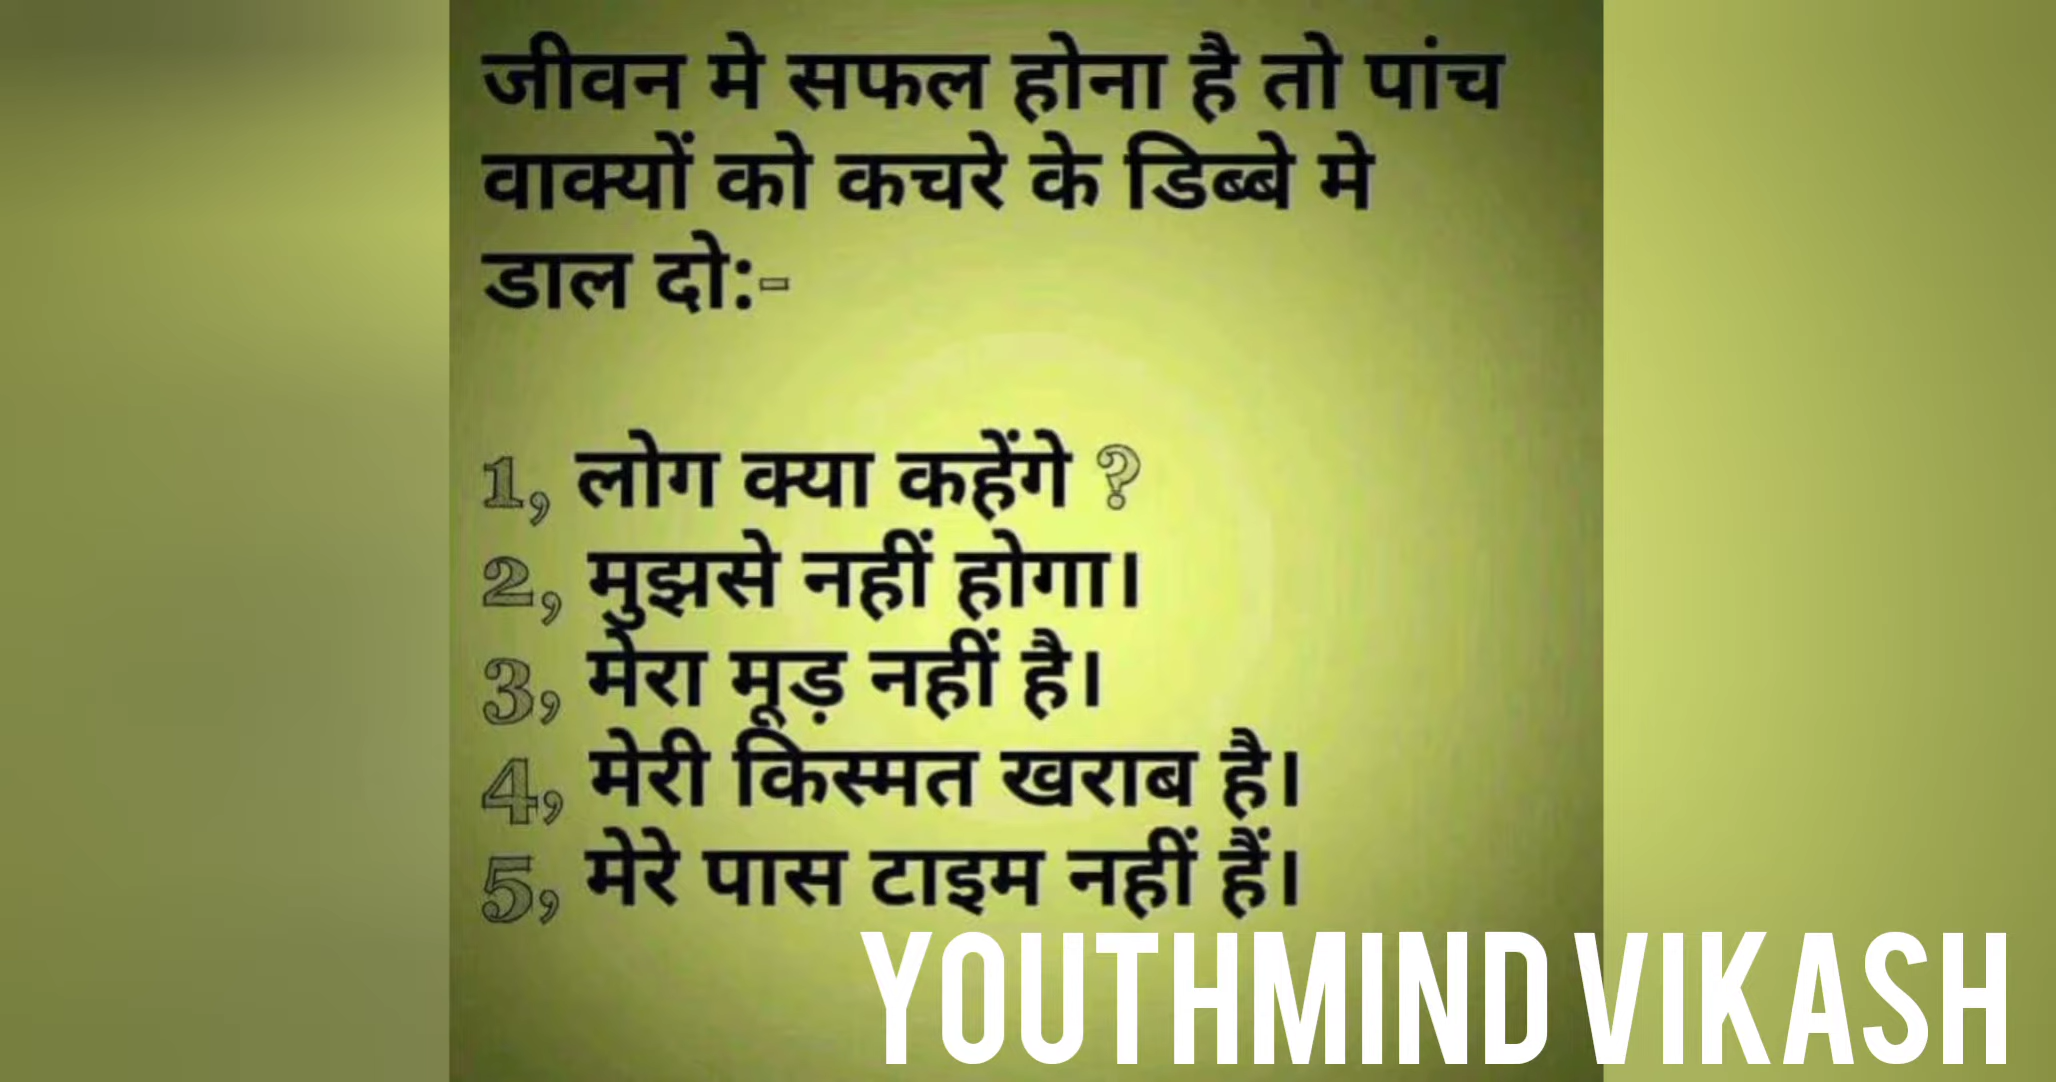 जीवन मे सफल होना है तो पांच
वाक्यों को कचरे के डिब्बे मे
डाल दो:-
1, लोग क्या कहेंगे ?
2, मुझसे नहीं होगा।
3, मेरा मूड़ नहीं है।
4, मेरी किस्मत खराब है।
5, मेरे पास टाइम नहीं हैं।
YOUTHMIND VIKASH